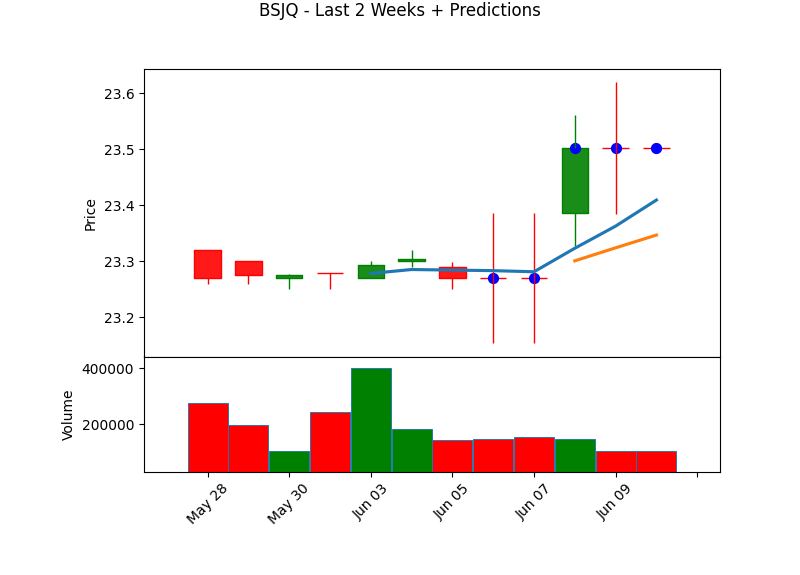 BSJQ - Last 2 Weeks + Predictions
23.6
23.5
23.4
23.3
23.2
Price
400000
200000
Volume
May 28
May 30
Jun 03
Jun 05
Jun 07
Jun 09